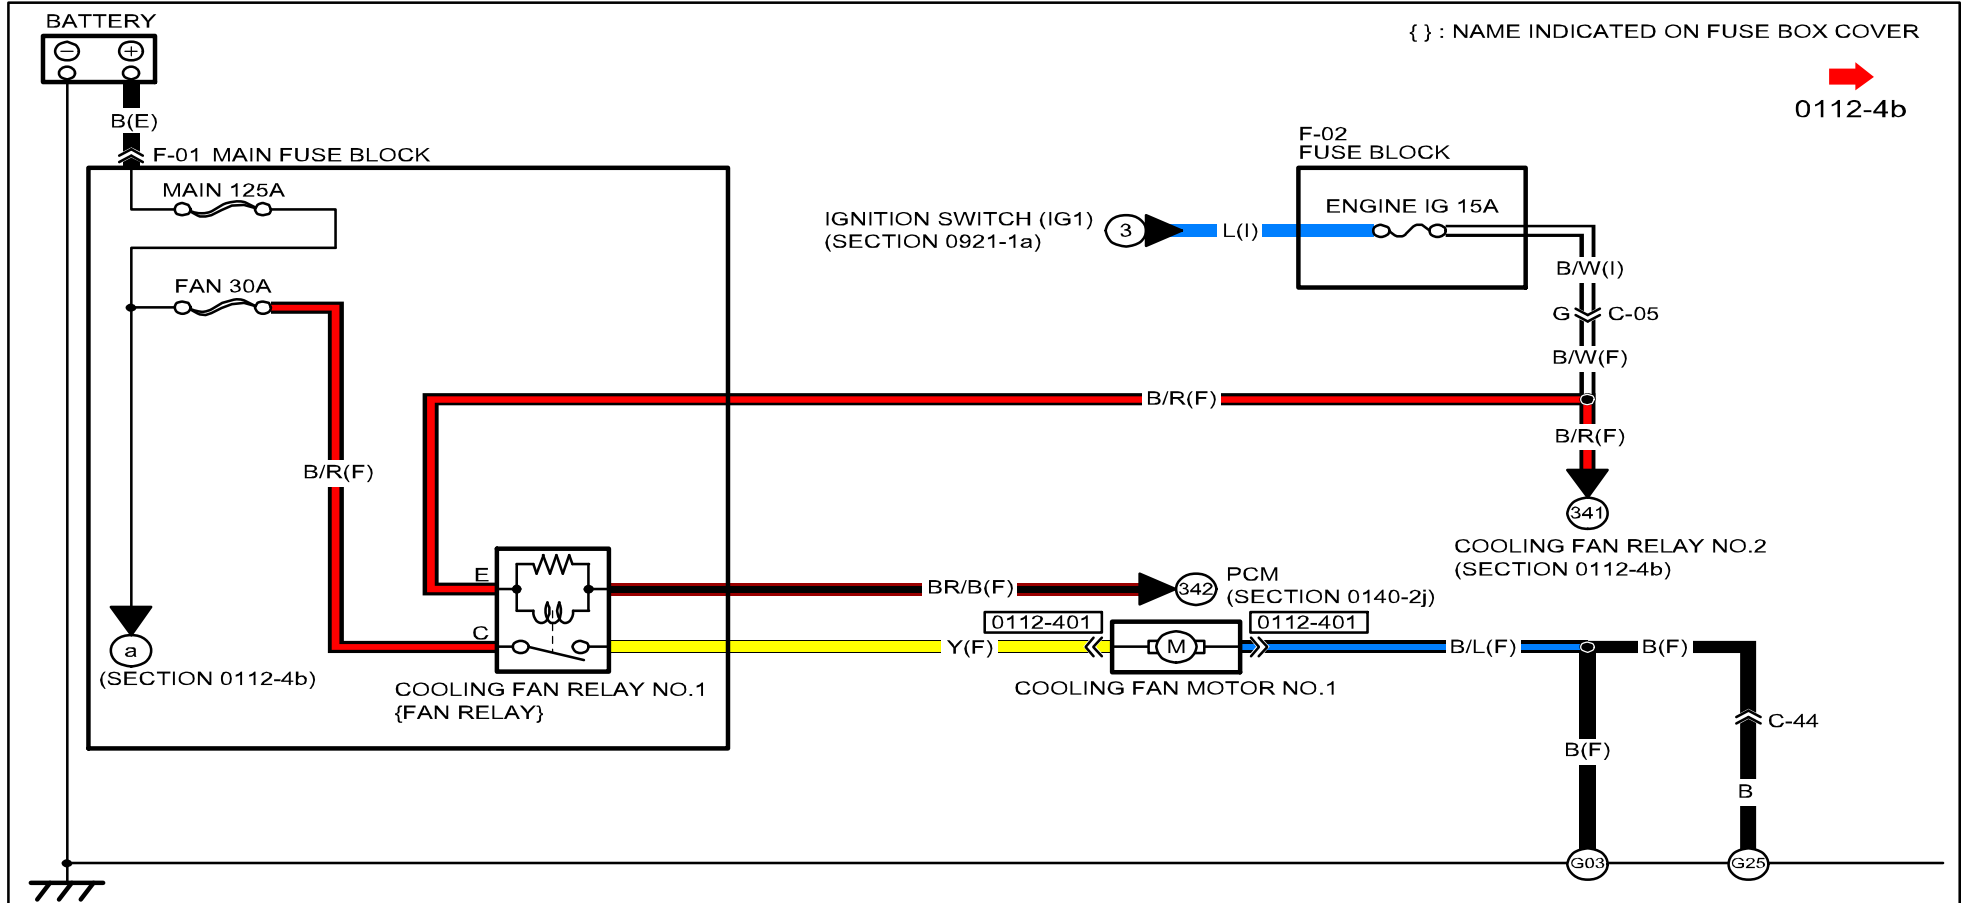 BATTERY
{ } : NAME INDICATED ON FUSE BOX COVER
0112-4b
B(E)
F-01 MAIN FUSE BLOCK
F-02
FUSE BLOCK
MAIN 125A
ENGINE IG 15A
IGNITION SWITCH (IG1)
(SECTION 0921-1a)
3
L(I)
B/W(I)
FAN 30A
G
C-05
B/W(F)
B/R(F)
B/R(F)
B/R(F)
341
COOLING FAN RELAY NO.2
(SECTION 0112-4b)
E
BR/B(F)
342
PCM
(SECTION 0140-2j)
0112-401
0112-401
C
Y(F)
M
B/L(F)
B(F)
a
(SECTION 0112-4b)
COOLING FAN RELAY NO.1
{FAN RELAY}
COOLING FAN MOTOR NO.1
C-44
B(F)
B
G03
G25